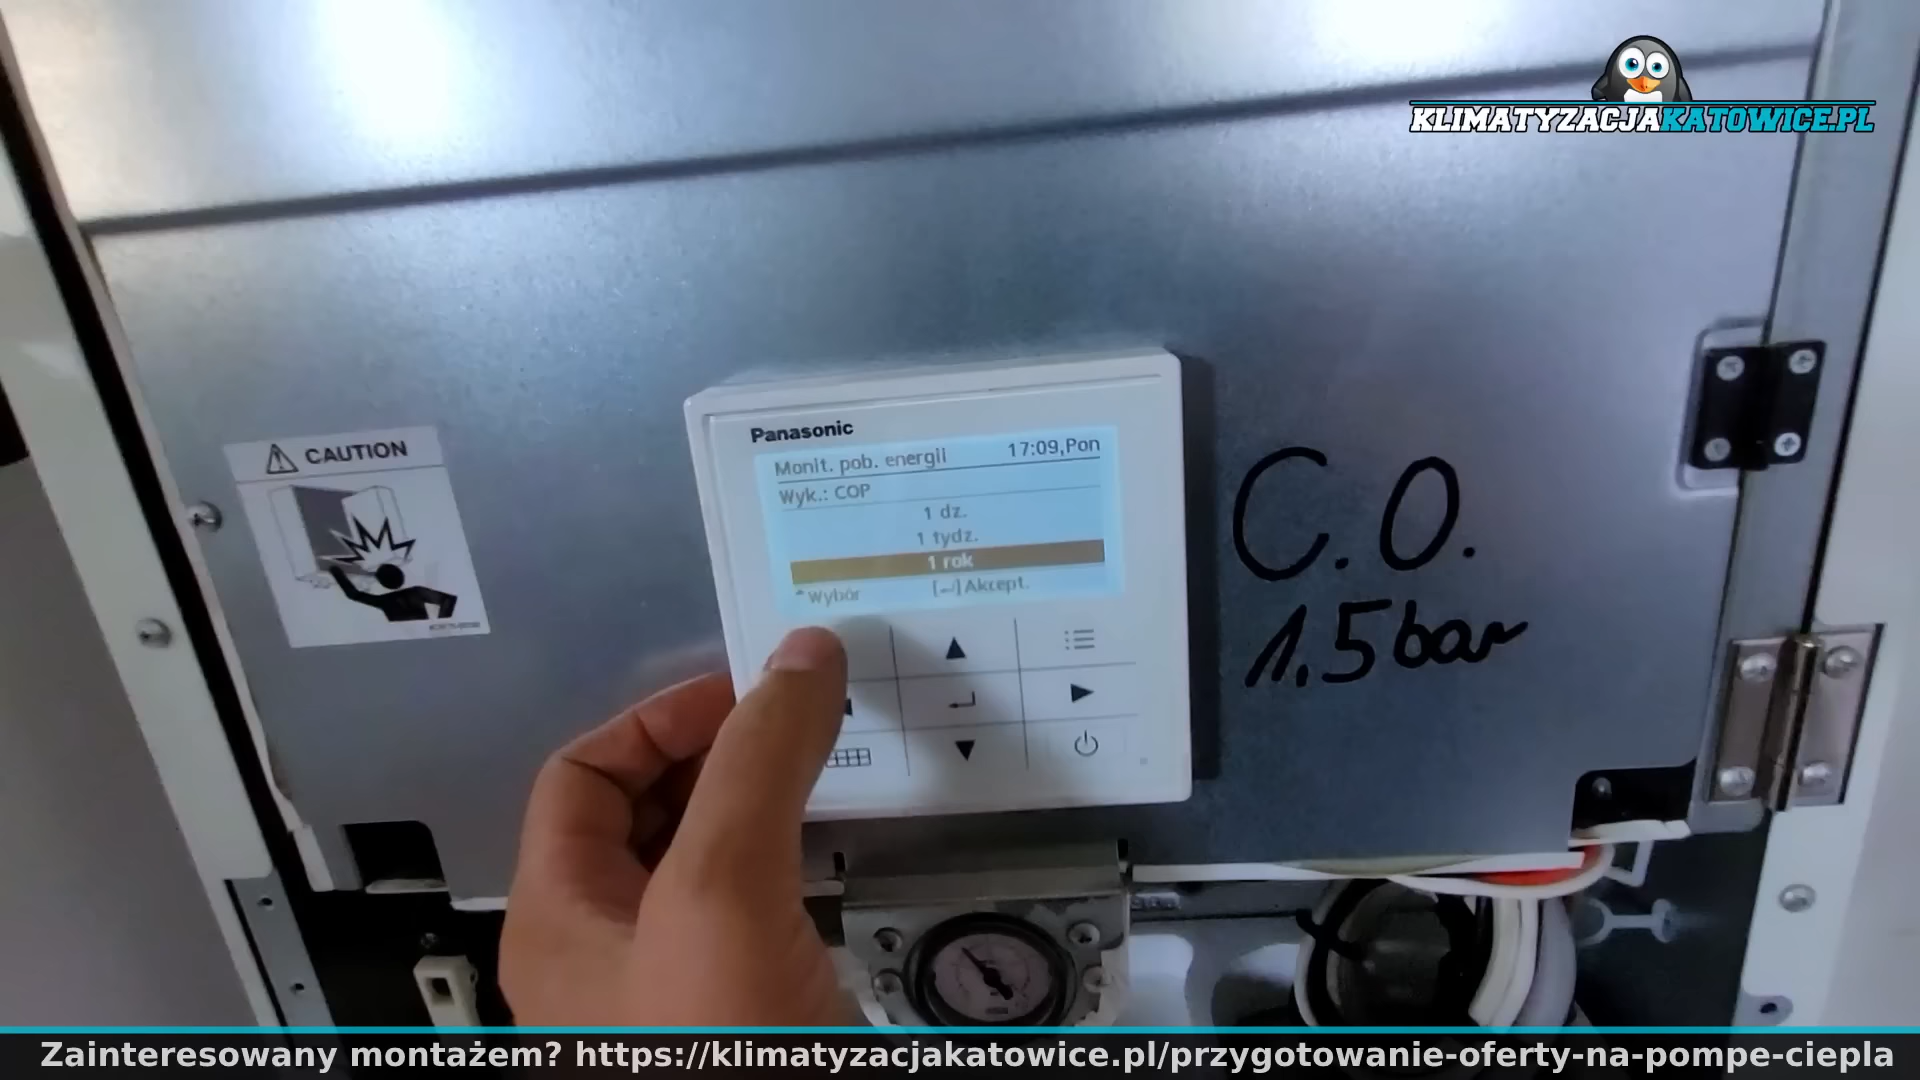 KLIMATYZACJAKATOWICE.PL
CAUTION
Panasonic
Monit. pob. energii 17:09,Pon
Wyk.: COP
1 dz.
1 tydz.
1 rok
Wybór [↵]Akcept.
C.O.
1.5 bar
Zainteresowany montażem? https://klimatyzacjakatowice.pl/przygotowanie-oferty-na-pompe-ciepla